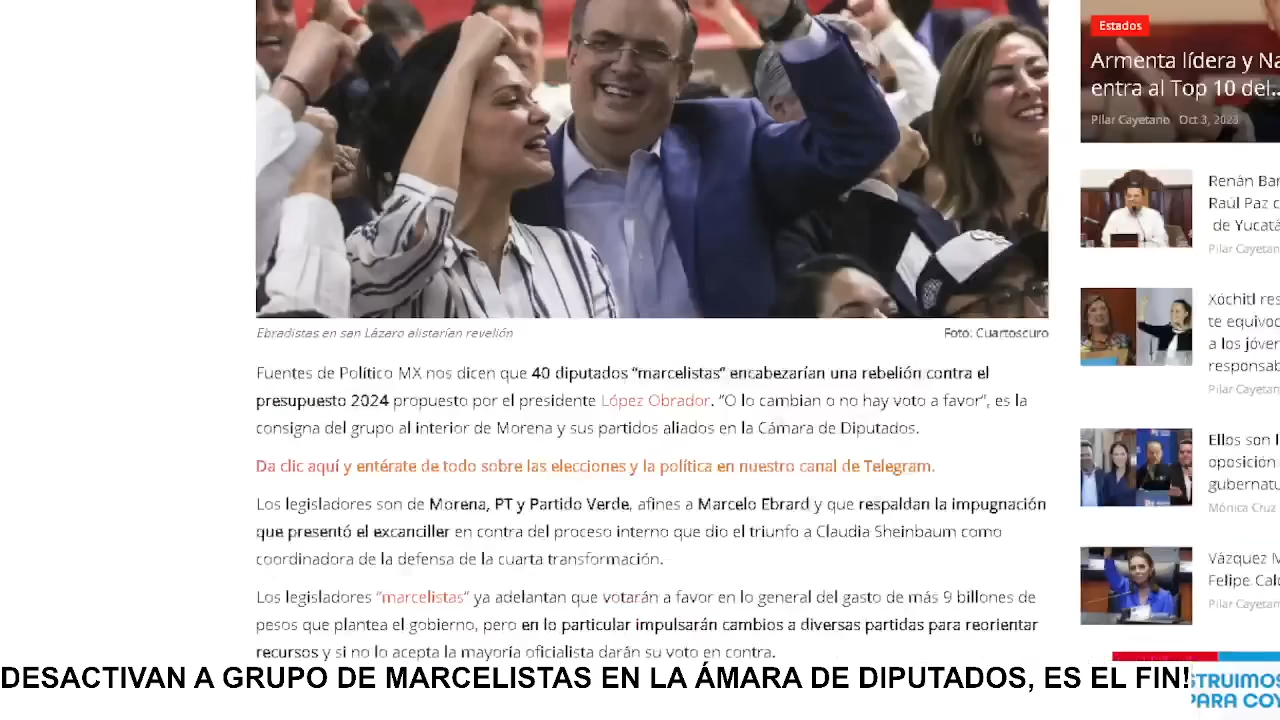 Estados
Armenta lídera y Na
entra al Top 10 del...
Pilar Cayetano Oct 3, 2023
Renán Bar
Raúl Paz c
de Yucatá
Pilar Cayetan
Xóchitl res
te equivoc
a los jóver
responsab
Pilar Cayetan
Ellos son l
oposición
gubernatu
Mónica Cruz
Vázquez M
Felipe Calc
Pilar Cayetan
Ebradistas en san Lázaro alistarían revelión
Foto: Cuartoscuro
Fuentes de Político MX nos dicen que 40 diputados “marcelistas” encabezarían una rebelión contra el
presupuesto 2024 propuesto por el presidente López Obrador. “O lo cambian o no hay voto a favor”, es la
consigna del grupo al interior de Morena y sus partidos aliados en la Cámara de Diputados.
Da clic aquí y entérate de todo sobre las elecciones y la política en nuestro canal de Telegram.
Los legisladores son de Morena, PT y Partido Verde, afines a Marcelo Ebrard y que respaldan la impugnación
que presentó el excanciller en contra del proceso interno que dio el triunfo a Claudia Sheinbaum como
coordinadora de la defensa de la cuarta transformación.
Los legisladores “marcelistas” ya adelantan que votarán a favor en lo general del gasto de más 9 billones de
pesos que plantea el gobierno, pero en lo particular impulsarán cambios a diversas partidas para reorientar
recursos y si no lo acepta la mayoría oficialista darán su voto en contra.
DESACTIVAN A GRUPO DE MARCELISTAS EN LA ÁMARA DE DIPUTADOS, ES EL FIN!
STRUIMOS
PARA COY